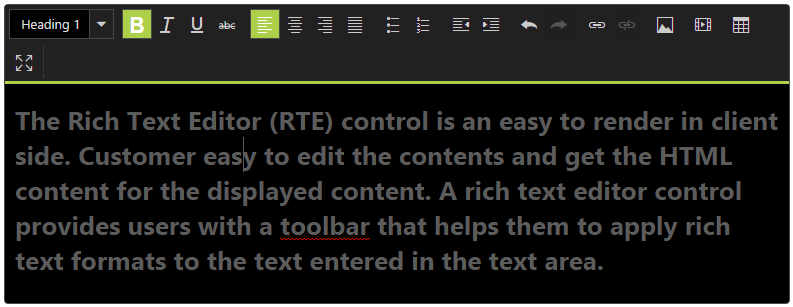 Heading 1 B I U abc
The Rich Text Editor (RTE) control is an easy to render in client
side. Customer easy to edit the contents and get the HTML
content for the displayed content. A rich text editor control
provides users with a toolbar that helps them to apply rich
text formats to the text entered in the text area.